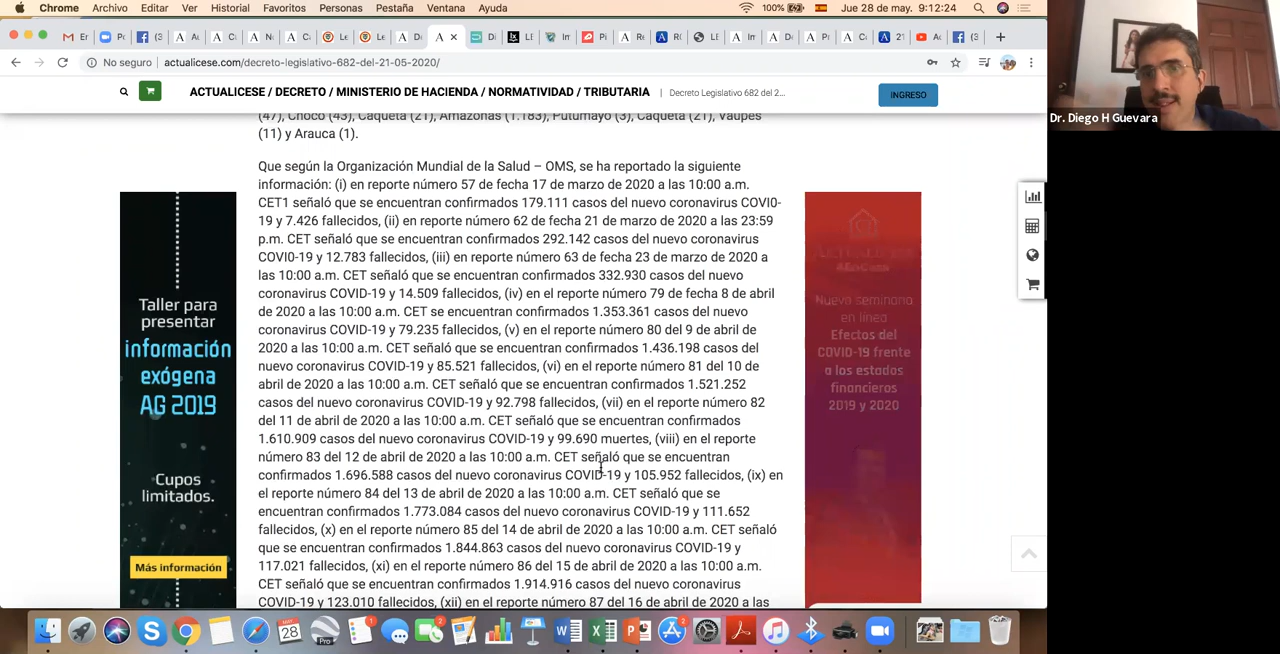 Chrome Archivo Editar Ver Historial Favoritos Personas Pestaña Ventana Ayuda 100% Jue 28 de may. 9:12:24
No seguro actualicese.com/decreto-legislativo-682-del-21-05-2020/
ACTUALICESE / DECRETO / MINISTERIO DE HACIENDA / NORMATIVIDAD / TRIBUTARIA Decreto Legislativo 682 del 2...
INGRESO
(47), Chocó (43), Caquetá (21), Amazonas (1.183), Putumayo (3), Caquetá (21), Vaupés
(11) y Arauca (1).
Que según la Organización Mundial de la Salud – OMS, se ha reportado la siguiente
información: (i) en reporte número 57 de fecha 17 de marzo de 2020 a las 10:00 a.m.
CET1 señaló que se encuentran confirmados 179.111 casos del nuevo coronavirus COVI0-
19 y 7.426 fallecidos, (ii) en reporte número 62 de fecha 21 de marzo de 2020 a las 23:59
p.m. CET señaló que se encuentran confirmados 292.142 casos del nuevo coronavirus
COVI0-19 y 12.783 fallecidos, (iii) en reporte número 63 de fecha 23 de marzo de 2020 a
las 10:00 a.m. CET señaló que se encuentran confirmados 332.930 casos del nuevo
coronavirus COVID-19 y 14.509 fallecidos, (iv) en el reporte número 79 de fecha 8 de abril
de 2020 a las 10:00 a.m. CET se encuentran confirmados 1.353.361 casos del nuevo
coronavirus COVID-19 y 79.235 fallecidos, (v) en el reporte número 80 del 9 de abril de
2020 a las 10:00 a.m. CET señaló que se encuentran confirmados 1.436.198 casos del
nuevo coronavirus COVID-19 y 85.521 fallecidos, (vi) en el reporte número 81 del 10 de
abril de 2020 a las 10:00 a.m. CET señaló que se encuentran confirmados 1.521.252
casos del nuevo coronavirus COVID-19 y 92.798 fallecidos, (vii) en el reporte número 82
del 11 de abril de 2020 a las 10:00 a.m. CET señaló que se encuentran confirmados
1.610.909 casos del nuevo coronavirus COVID-19 y 99.690 muertes, (viii) en el reporte
número 83 del 12 de abril de 2020 a las 10:00 a.m. CET señaló que se encuentran
confirmados 1.696.588 casos del nuevo coronavirus COVID-19 y 105.952 fallecidos, (ix) en
el reporte número 84 del 13 de abril de 2020 a las 10:00 a.m. CET señaló que se
encuentran confirmados 1.773.084 casos del nuevo coronavirus COVID-19 y 111.652
fallecidos, (x) en el reporte número 85 del 14 de abril de 2020 a las 10:00 a.m. CET señaló
que se encuentran confirmados 1.844.863 casos del nuevo coronavirus COVID-19 y
117.021 fallecidos, (xi) en el reporte número 86 del 15 de abril de 2020 a las 10:00 a.m.
CET señaló que se encuentran confirmados 1.914.916 casos del nuevo coronavirus
COVID-19 y 123.010 fallecidos, (xii) en el reporte número 87 del 16 de abril de 2020 a las
Taller para
presentar
información
exógena
AG 2019
Cupos
limitados.
Más información
Nuevo seminario
en línea
Efectos del
COVID-19 frente
a los estados
financieros
2019 y 2020
Dr. Diego H Guevara